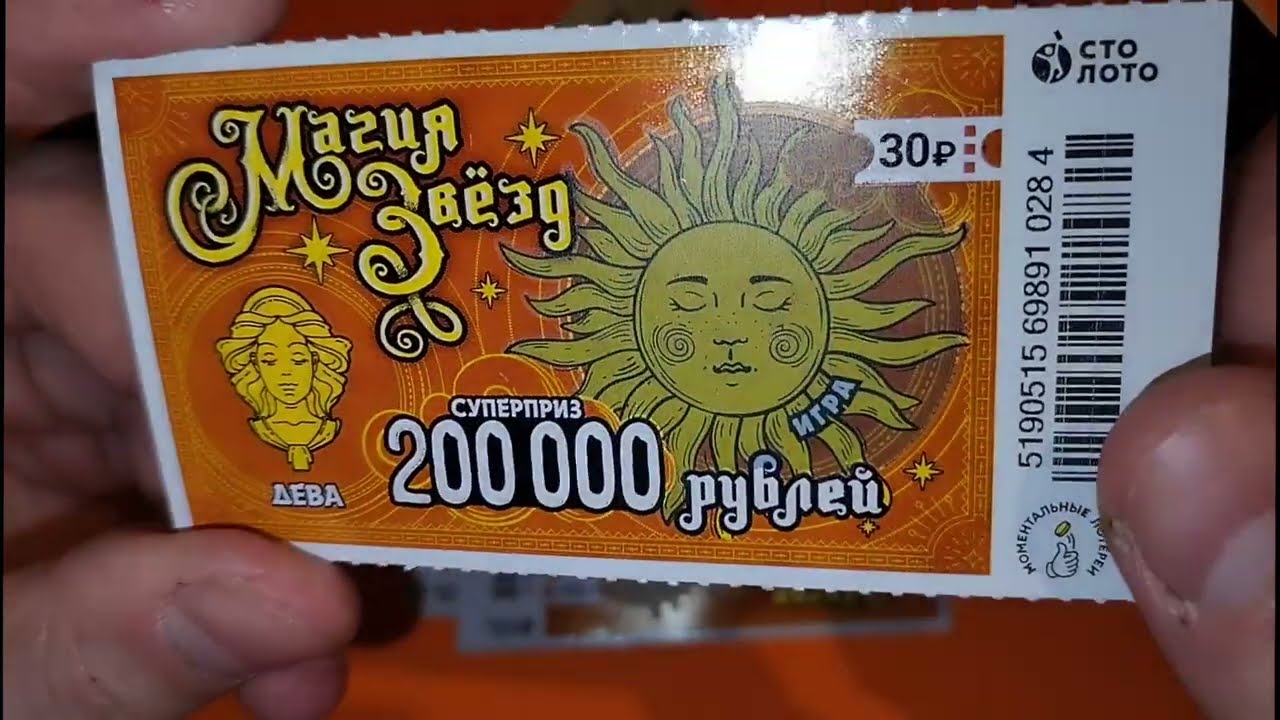 Магия
Звёзд
30₽
СТО
ЛОТО
5190515 69891 028 4
ИГРА
ДЕВА
СУПЕРПРИЗ
200 000 рублей
МОМЕНТАЛЬНЫЕ ЛОТЕРЕИ